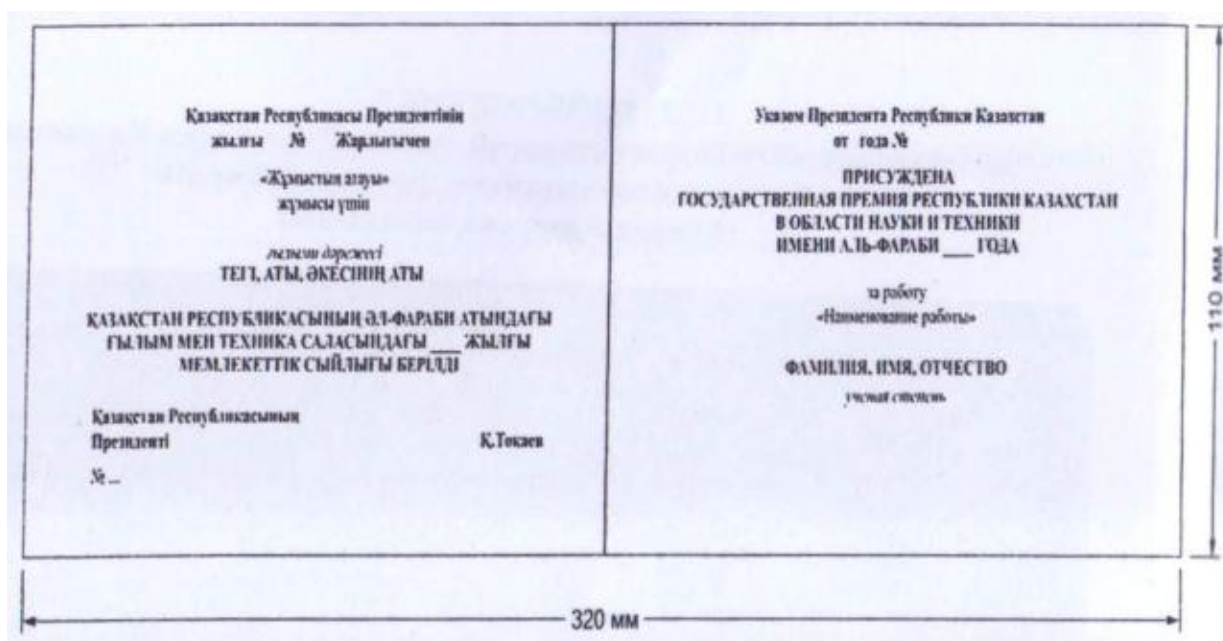 Қазақстан Республикасы Президентінің
жылғы № Жарлығымен
«Жұмыстың атауы»
жұмысы үшін
ғылыми дәрежесі
ТЕГІ, АТЫ, ӘКЕСІНІҢ АТЫ
ҚАЗАҚСТАН РЕСПУБЛИКАСЫНЫҢ ӘЛ-ФАРАБИ АТЫНДАҒЫ
ҒЫЛЫМ МЕН ТЕХНИКА САЛАСЫНДАҒЫ ____ ЖЫЛҒЫ
МЕМЛЕКЕТТІК СЫЙЛЫҒЫ БЕРІЛДІ
Қазақстан Республикасының
Президенті Қ.Тоқаев
№ ...
Указом Президента Республики Казахстан
от года №
ПРИСУЖДЕНА
ГОСУДАРСТВЕННАЯ ПРЕМИЯ РЕСПУБЛИКИ КАЗАХСТАН
В ОБЛАСТИ НАУКИ И ТЕХНИКИ
ИМЕНИ АЛЬ-ФАРАБИ ____ ГОДА
за работу
«Наименование работы»
ФАМИЛИЯ, ИМЯ, ОТЧЕСТВО
ученая степень
110 мм
320 мм